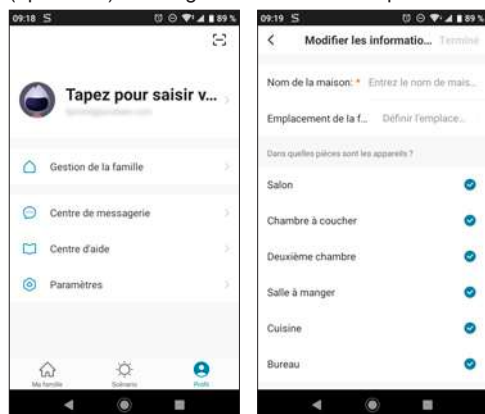 09:18 S 89 %
Tapez pour saisir v...
Gestion de la famille
Centre de messagerie
Centre d'aide
Paramètres
Ma famille Scénario Profil
09:19 S 89 %
Modifier les informatio... Terminé
Nom de la maison: * Entrez le nom de mais...
Emplacement de la f... Définir l'emplace...
Dans quelles pièces sont les appareils ?
Salon
Chambre à coucher
Deuxième chambre
Salle à manger
Cuisine
Bureau